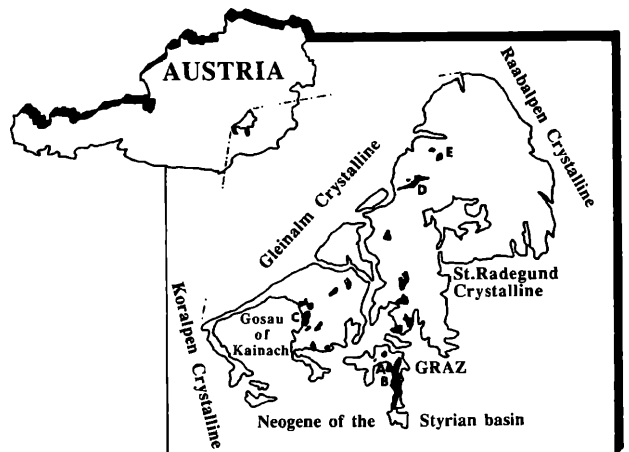 AUSTRIA
Raabalpen Crystalline
E
D
Gleinalm Crystalline
St.Radegund
Crystalline
Koralpen Crystalline
C
Gosau
of
Kainach
A
GRAZ
B
Neogene of the Styrian basin